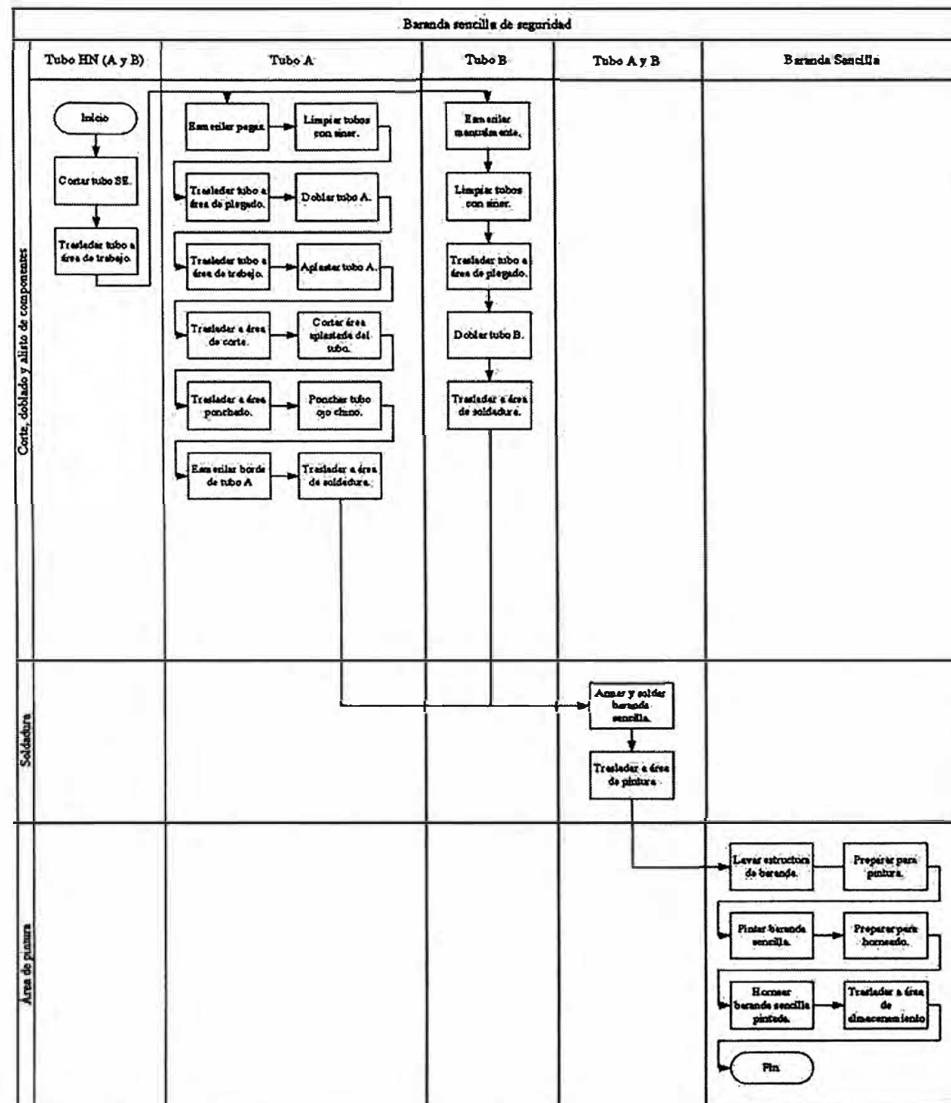 Baranda sencilla de seguridad
Tubo HN (A y B)
Tubo A
Tubo B
Tubo A y B
Baranda Sencilla
Corte, doblado y alisto de componentes
Inicio
Cortar tubo SE.
Trasladar tubo a
área de trabajo.
Esmerilar pegas.
Limpiar tubos
con siner.
Trasladar tubo a
área de plegado.
Doblar tubo A.
Trasladar tubo a
área de trabajo.
Aplastar tubo A.
Trasladar a área
de corte.
Cortar área
aplastada del
tubo.
Trasladar a área
ponchado.
Ponchar tubo
ojo chino.
Esmerilar borde
de tubo A
Trasladar a área
de soldadura.
Esmerilar
manualmente.
Limpiar tubos
con siner.
Trasladar tubo a
área de plegado.
Doblar tubo B.
Trasladar a área
de soldadura.
Soldadura
Armar y soldar
baranda
sencilla.
Trasladar a área
de pintura
Área de pintura
Lavar estructura
de baranda.
Preparar para
pintura.
Pintar baranda
sencilla.
Preparar para
horneado.
Hornear
baranda sencilla
pintada.
Trasladar a área
de
almacenamiento
Fin